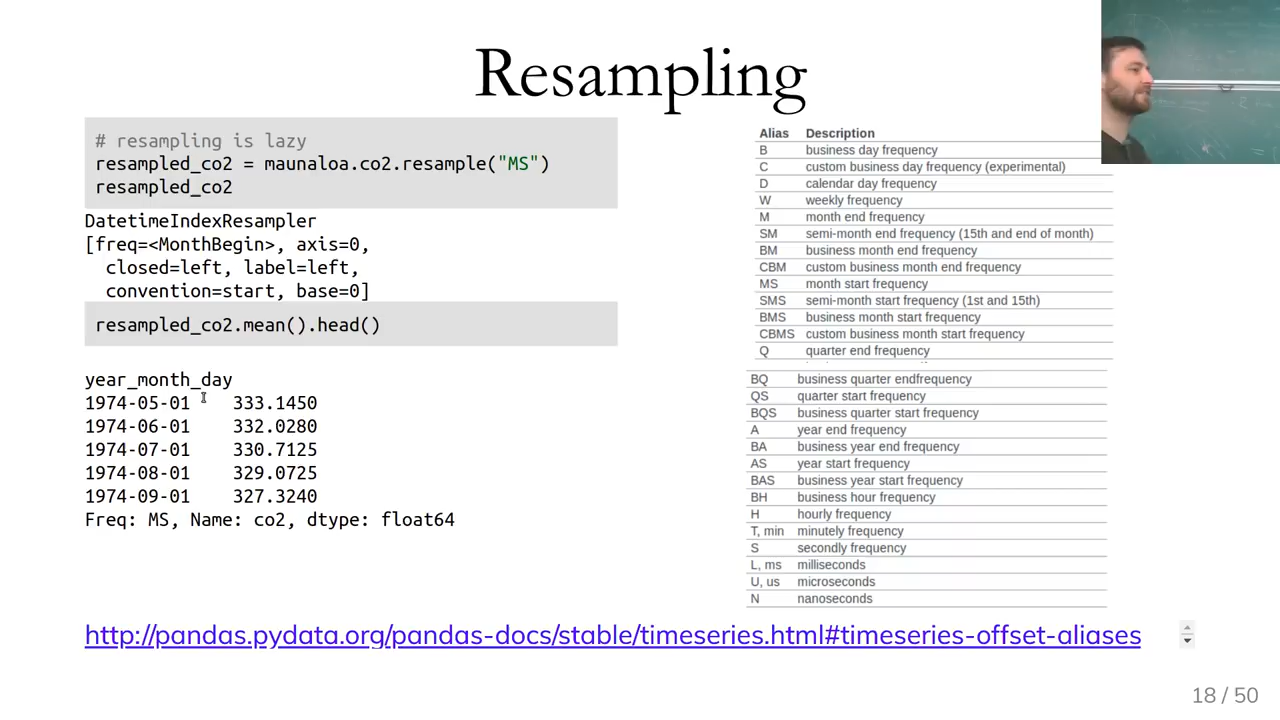 Resampling
# resampling is lazy
resampled_co2 = maunaloa.co2.resample("MS")
resampled_co2
DatetimeIndexResampler
[freq=<MonthBegin>, axis=0,
closed=left, label=left,
convention=start, base=0]
resampled_co2.mean().head()
year_month_day
1974-05-01 333.1450
1974-06-01 332.0280
1974-07-01 330.7125
1974-08-01 329.0725
1974-09-01 327.3240
Freq: MS, Name: co2, dtype: float64
Alias Description
B business day frequency
C custom business day frequency (experimental)
D calendar day frequency
W weekly frequency
M month end frequency
SM semi-month end frequency (15th and end of month)
BM business month end frequency
CBM custom business month end frequency
MS month start frequency
SMS semi-month start frequency (1st and 15th)
BMS business month start frequency
CBMS custom business month start frequency
Q quarter end frequency
BQ business quarter endfrequency
QS quarter start frequency
BQS business quarter start frequency
A year end frequency
BA business year end frequency
AS year start frequency
BAS business year start frequency
BH business hour frequency
H hourly frequency
T, min minutely frequency
S secondly frequency
L, ms milliseconds
U, us microseconds
N nanoseconds
http://pandas.pydata.org/pandas-docs/stable/timeseries.html#timeseries-offset-aliases
18 / 50